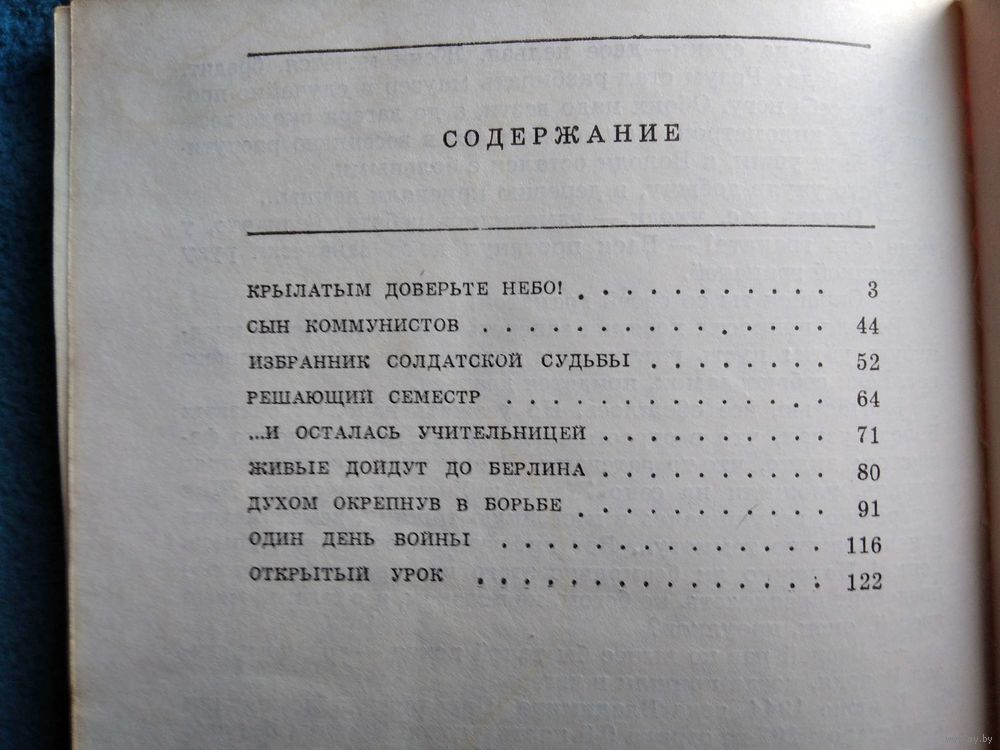 СОДЕРЖАНИЕ
КРЫЛАТЫМ ДОВЕРЬТЕ НЕБО! . . . . . . . . . . . 3
СЫН КОММУНИСТОВ . . . . . . . . . . . . . . . 44
ИЗБРАННИК СОЛДАТСКОЙ СУДЬБЫ . . . . . . . . 52
РЕШАЮЩИЙ СЕМЕСТР . . . . . . . . . . . . . . 64
...И ОСТАЛАСЬ УЧИТЕЛЬНИЦЕЙ . . . . . . . . . . 71
ЖИВЫЕ ДОЙДУТ ДО БЕРЛИНА . . . . . . . . . . 80
ДУХОМ ОКРЕПНУВ В БОРЬБЕ . . . . . . . . . . . 91
ОДИН ДЕНЬ ВОЙНЫ . . . . . . . . . . . . . . 116
ОТКРЫТЫЙ УРОК . . . . . . . . . . . . . . . 122